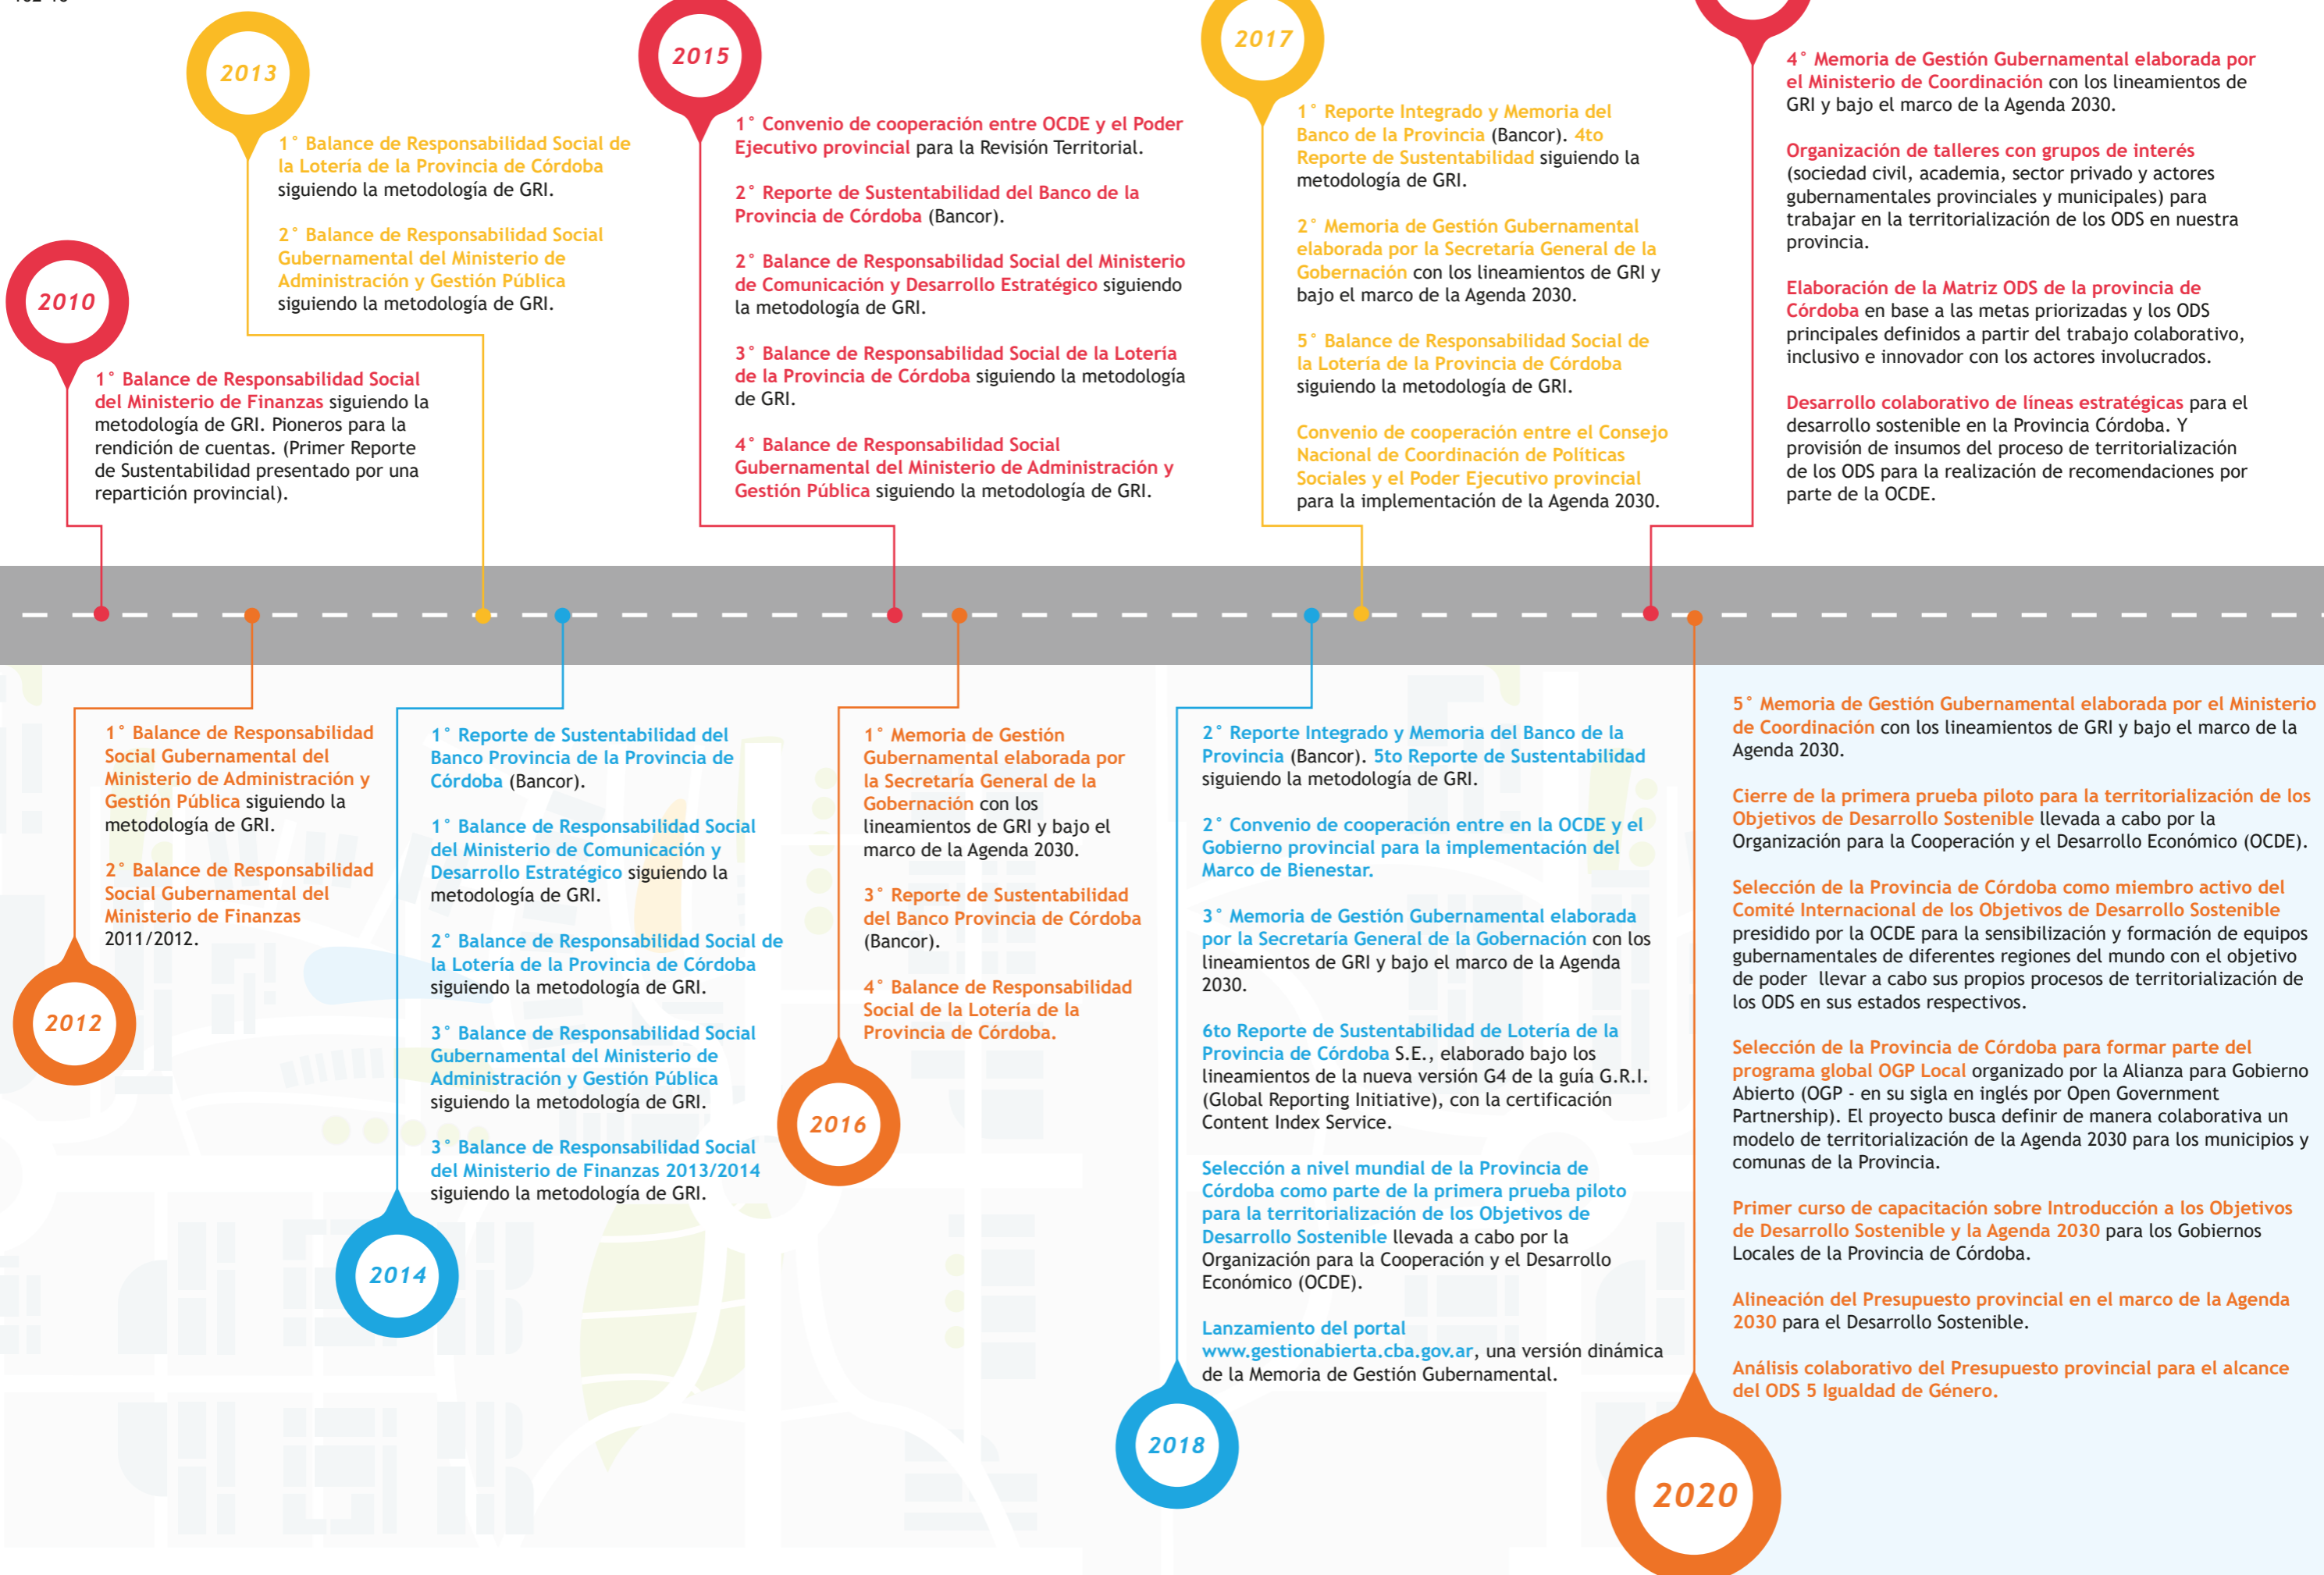 2013
1° Balance de Responsabilidad Social de
la Lotería de la Provincia de Córdoba
siguiendo la metodología de GRI.
2° Balance de Responsabilidad Social
Gubernamental del Ministerio de
Administración y Gestión Pública
siguiendo la metodología de GRI.
2010
1° Balance de Responsabilidad Social
del Ministerio de Finanzas siguiendo la
metodología de GRI. Pioneros para la
rendición de cuentas. (Primer Reporte
de Sustentabilidad presentado por una
repartición provincial).
2015
1° Convenio de cooperación entre OCDE y el Poder
Ejecutivo provincial para la Revisión Territorial.
2° Reporte de Sustentabilidad del Banco de la
Provincia de Córdoba (Bancor).
2° Balance de Responsabilidad Social del Ministerio
de Comunicación y Desarrollo Estratégico siguiendo
la metodología de GRI.
3° Balance de Responsabilidad Social de la Lotería
de la Provincia de Córdoba siguiendo la metodología
de GRI.
4° Balance de Responsabilidad Social
Gubernamental del Ministerio de Administración y
Gestión Pública siguiendo la metodología de GRI.
2017
1° Reporte Integrado y Memoria del
Banco de la Provincia (Bancor). 4to
Reporte de Sustentabilidad siguiendo la
metodología de GRI.
2° Memoria de Gestión Gubernamental
elaborada por la Secretaría General de la
Gobernación con los lineamientos de GRI y
bajo el marco de la Agenda 2030.
5° Balance de Responsabilidad Social de
la Lotería de la Provincia de Córdoba
siguiendo la metodología de GRI.
Convenio de cooperación entre el Consejo
Nacional de Coordinación de Políticas
Sociales y el Poder Ejecutivo provincial
para la implementación de la Agenda 2030.
4° Memoria de Gestión Gubernamental elaborada por
el Ministerio de Coordinación con los lineamientos de
GRI y bajo el marco de la Agenda 2030.
Organización de talleres con grupos de interés
(sociedad civil, academia, sector privado y actores
gubernamentales provinciales y municipales) para
trabajar en la territorialización de los ODS en nuestra
provincia.
Elaboración de la Matriz ODS de la provincia de
Córdoba en base a las metas priorizadas y los ODS
principales definidos a partir del trabajo colaborativo,
inclusivo e innovador con los actores involucrados.
Desarrollo colaborativo de líneas estratégicas para el
desarrollo sostenible en la Provincia Córdoba. Y
provisión de insumos del proceso de territorialización
de los ODS para la realización de recomendaciones por
parte de la OCDE.
1° Balance de Responsabilidad
Social Gubernamental del
Ministerio de Administración y
Gestión Pública siguiendo la
metodología de GRI.
2° Balance de Responsabilidad
Social Gubernamental del
Ministerio de Finanzas
2011/2012.
2012
1° Reporte de Sustentabilidad del
Banco Provincia de la Provincia de
Córdoba (Bancor).
1° Balance de Responsabilidad Social
del Ministerio de Comunicación y
Desarrollo Estratégico siguiendo la
metodología de GRI.
2° Balance de Responsabilidad Social de
la Lotería de la Provincia de Córdoba
siguiendo la metodología de GRI.
3° Balance de Responsabilidad Social
Gubernamental del Ministerio de
Administración y Gestión Pública
siguiendo la metodología de GRI.
3° Balance de Responsabilidad Social
del Ministerio de Finanzas 2013/2014
siguiendo la metodología de GRI.
2014
1° Memoria de Gestión
Gubernamental elaborada por
la Secretaría General de la
Gobernación con los
lineamientos de GRI y bajo el
marco de la Agenda 2030.
3° Reporte de Sustentabilidad
del Banco Provincia de Córdoba
(Bancor).
4° Balance de Responsabilidad
Social de la Lotería de la
Provincia de Córdoba.
2016
2° Reporte Integrado y Memoria del Banco de la
Provincia (Bancor). 5to Reporte de Sustentabilidad
siguiendo la metodología de GRI.
2° Convenio de cooperación entre en la OCDE y el
Gobierno provincial para la implementación del
Marco de Bienestar.
3° Memoria de Gestión Gubernamental elaborada
por la Secretaría General de la Gobernación con los
lineamientos de GRI y bajo el marco de la Agenda
2030.
6to Reporte de Sustentabilidad de Lotería de la
Provincia de Córdoba S.E., elaborado bajo los
lineamientos de la nueva versión G4 de la guía G.R.I.
(Global Reporting Initiative), con la certificación
Content Index Service.
Selección a nivel mundial de la Provincia de
Córdoba como parte de la primera prueba piloto
para la territorialización de los Objetivos de
Desarrollo Sostenible llevada a cabo por la
Organización para la Cooperación y el Desarrollo
Económico (OCDE).
Lanzamiento del portal
www.gestionabierta.cba.gov.ar, una versión dinámica
de la Memoria de Gestión Gubernamental.
2018
5° Memoria de Gestión Gubernamental elaborada por el Ministerio
de Coordinación con los lineamientos de GRI y bajo el marco de la
Agenda 2030.
Cierre de la primera prueba piloto para la territorialización de los
Objetivos de Desarrollo Sostenible llevada a cabo por la
Organización para la Cooperación y el Desarrollo Económico (OCDE).
Selección de la Provincia de Córdoba como miembro activo del
Comité Internacional de los Objetivos de Desarrollo Sostenible
presidido por la OCDE para la sensibilización y formación de equipos
gubernamentales de diferentes regiones del mundo con el objetivo
de poder llevar a cabo sus propios procesos de territorialización de
los ODS en sus estados respectivos.
Selección de la Provincia de Córdoba para formar parte del
programa global OGP Local organizado por la Alianza para Gobierno
Abierto (OGP - en su sigla en inglés por Open Government
Partnership). El proyecto busca definir de manera colaborativa un
modelo de territorialización de la Agenda 2030 para los municipios y
comunas de la Provincia.
Primer curso de capacitación sobre Introducción a los Objetivos
de Desarrollo Sostenible y la Agenda 2030 para los Gobiernos
Locales de la Provincia de Córdoba.
Alineación del Presupuesto provincial en el marco de la Agenda
2030 para el Desarrollo Sostenible.
Análisis colaborativo del Presupuesto provincial para el alcance
del ODS 5 Igualdad de Género.
2020